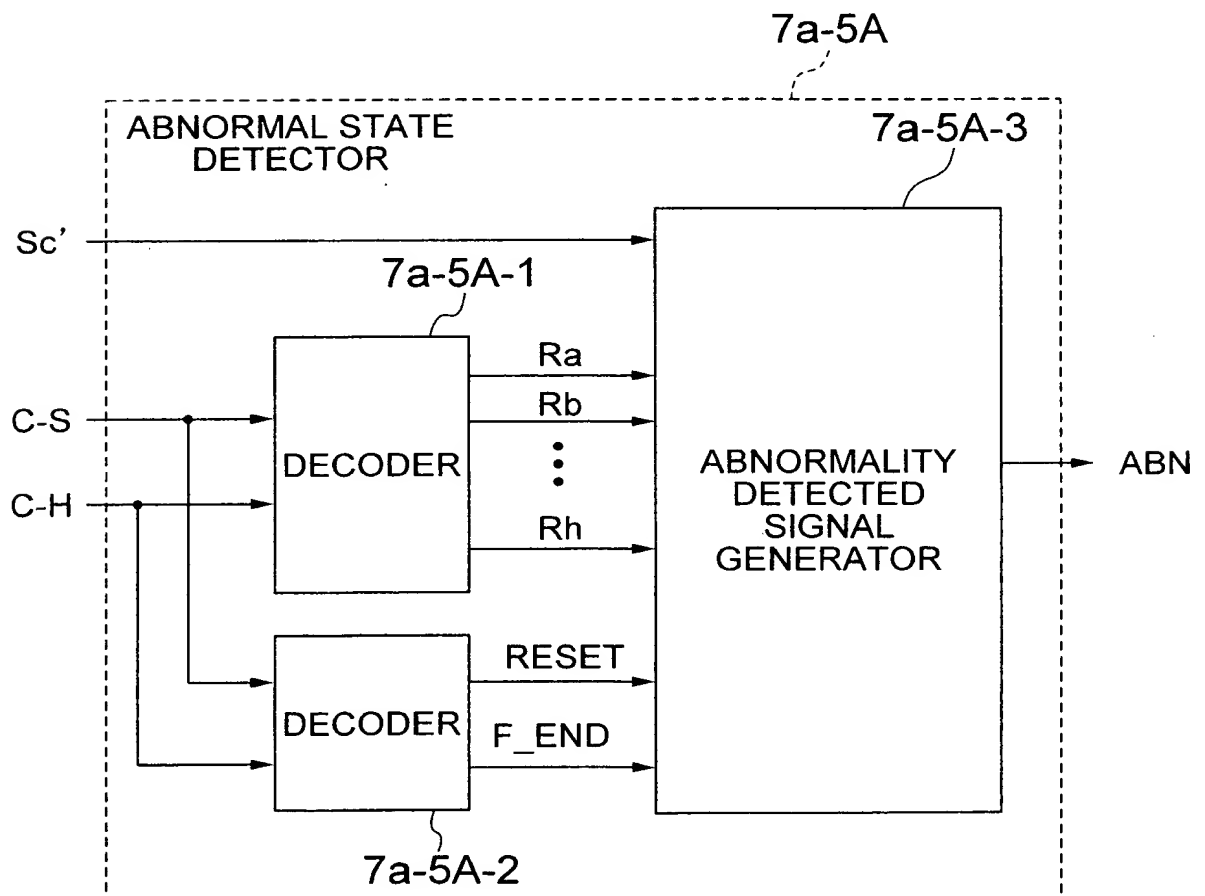 7a-5A
ABNORMAL STATE
DETECTOR
7a-5A-3
Sc'
7a-5A-1
Ra
C-S
Rb
DECODER
ABNORMALITY
DETECTED
SIGNAL
GENERATOR
ABN
C-H
Rh
RESET
DECODER
F_END
7a-5A-2